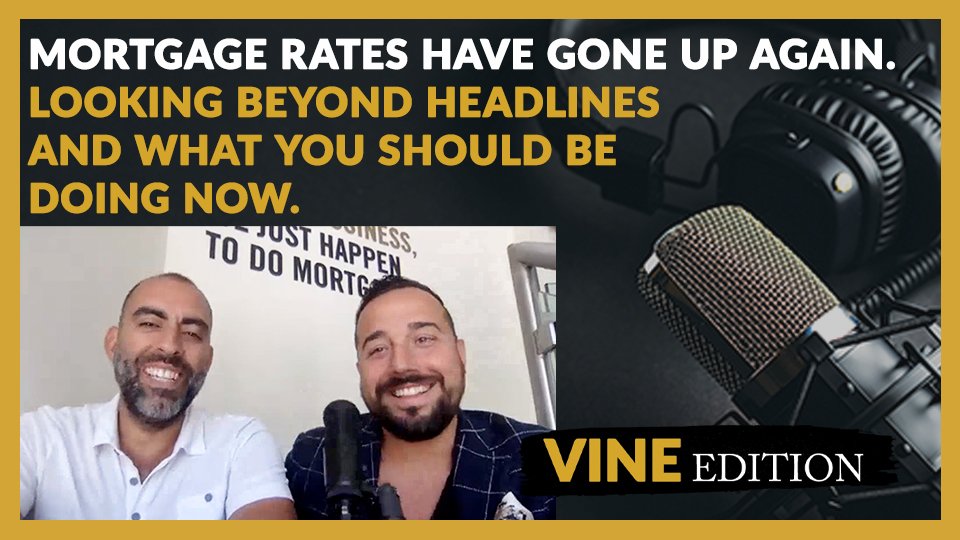 MORTGAGE RATES HAVE GONE UP AGAIN.
LOOKING BEYOND HEADLINES
AND WHAT YOU SHOULD BE
DOING NOW.
JUST HAPPEN
TO DO
VINE EDITION